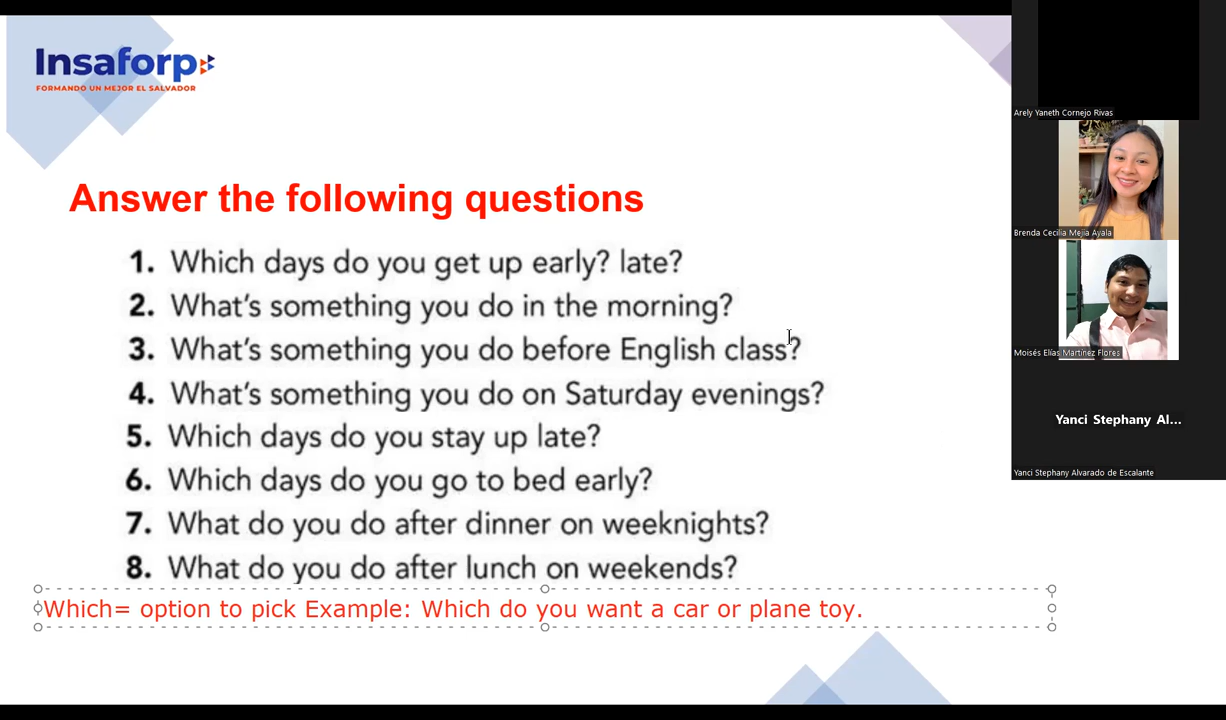 Insaforp
FORMANDO UN MEJOR EL SALVADOR
Answer the following questions
1. Which days do you get up early? late?
2. What's something you do in the morning?
3. What's something you do before English class?
4. What's something you do on Saturday evenings?
5. Which days do you stay up late?
6. Which days do you go to bed early?
7. What do you do after dinner on weeknights?
8. What do you do after lunch on weekends?
Which= option to pick Example: Which do you want a car or plane toy.
Arely Yaneth Cornejo Rivas
Brenda Cecilia Mejia Ayala
Moisés Elías Martínez Flores
Yanci Stephany Al...
Yanci Stephany Alvarado de Escalante